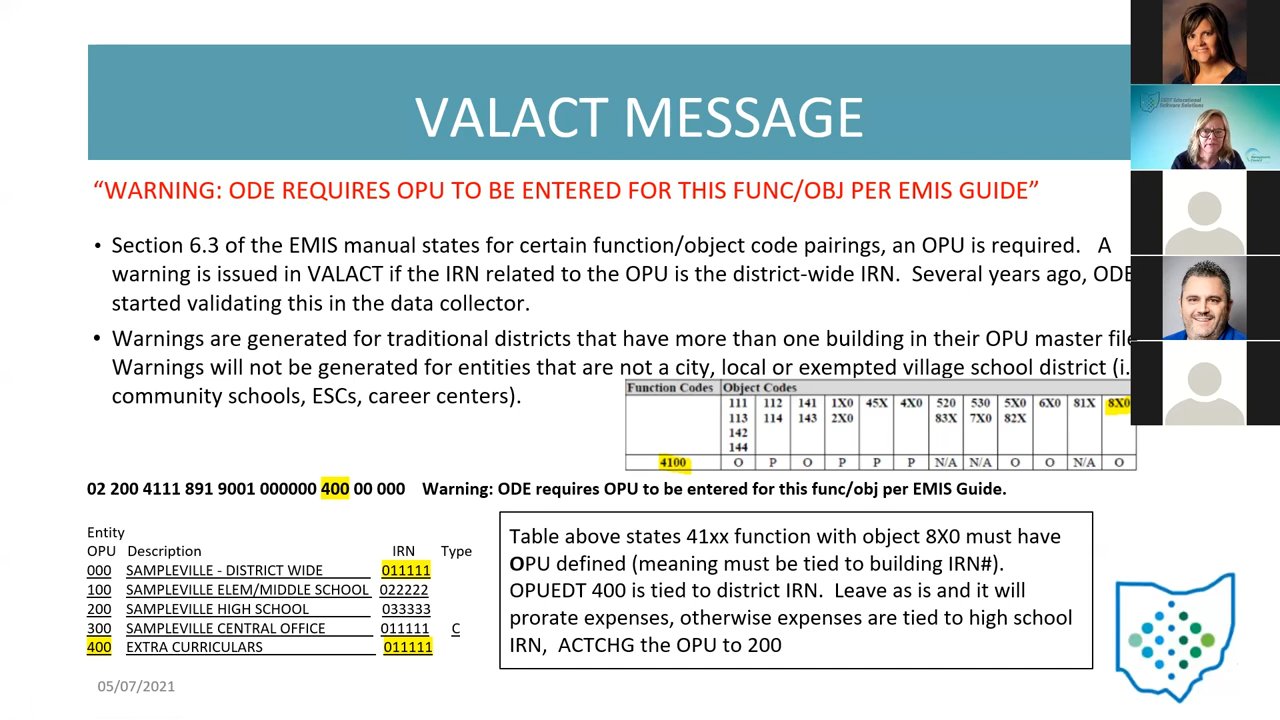 VALACT MESSAGE
“WARNING: ODE REQUIRES OPU TO BE ENTERED FOR THIS FUNC/OBJ PER EMIS GUIDE”
• Section 6.3 of the EMIS manual states for certain function/object code pairings, an OPU is required. A
warning is issued in VALACT if the IRN related to the OPU is the district-wide IRN. Several years ago, ODE
started validating this in the data collector.
• Warnings are generated for traditional districts that have more than one building in their OPU master file
Warnings will not be generated for entities that are not a city, local or exempted village school district (i.
community schools, ESCs, career centers).
Function Codes Object Codes
111 112 141 1X0 45X 4X0 520 530 5X0 6X0 81X 8X0
113 114 143 2X0 83X 7X0 82X
142
144
4100 O P O P P P N/A N/A O O N/A O
02 200 4111 891 9001 000000 400 00 000 Warning: ODE requires OPU to be entered for this func/obj per EMIS Guide.
Entity
OPU Description IRN Type
000 SAMPLEVILLE - DISTRICT WIDE 011111
100 SAMPLEVILLE ELEM/MIDDLE SCHOOL 022222
200 SAMPLEVILLE HIGH SCHOOL 033333
300 SAMPLEVILLE CENTRAL OFFICE 011111 C
400 EXTRA CURRICULARS 011111
Table above states 41xx function with object 8X0 must have
OPU defined (meaning must be tied to building IRN#).
OPUEDT 400 is tied to district IRN. Leave as is and it will
prorate expenses, otherwise expenses are tied to high school
IRN, ACTCHG the OPU to 200
05/07/2021